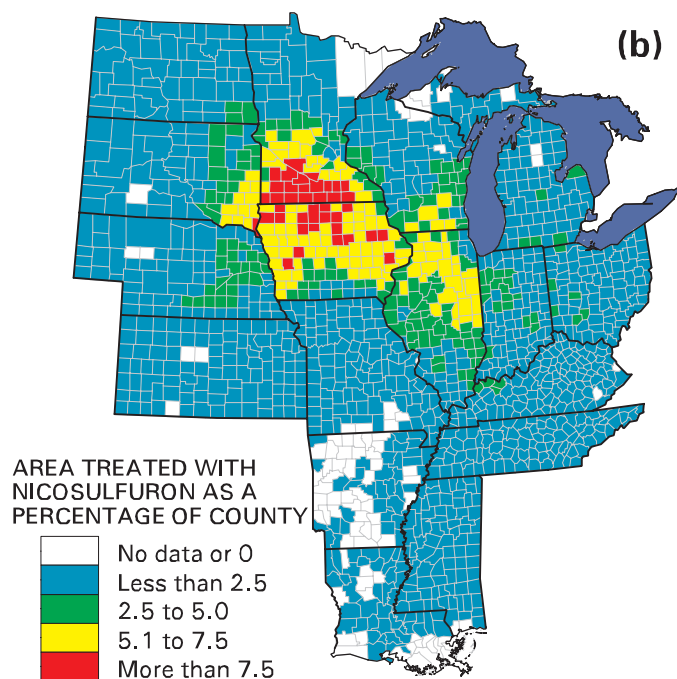 (b)
AREA TREATED WITH
NICOSULFURON AS A
PERCENTAGE OF COUNTY
No data or 0
Less than 2.5
2.5 to 5.0
5.1 to 7.5
More than 7.5